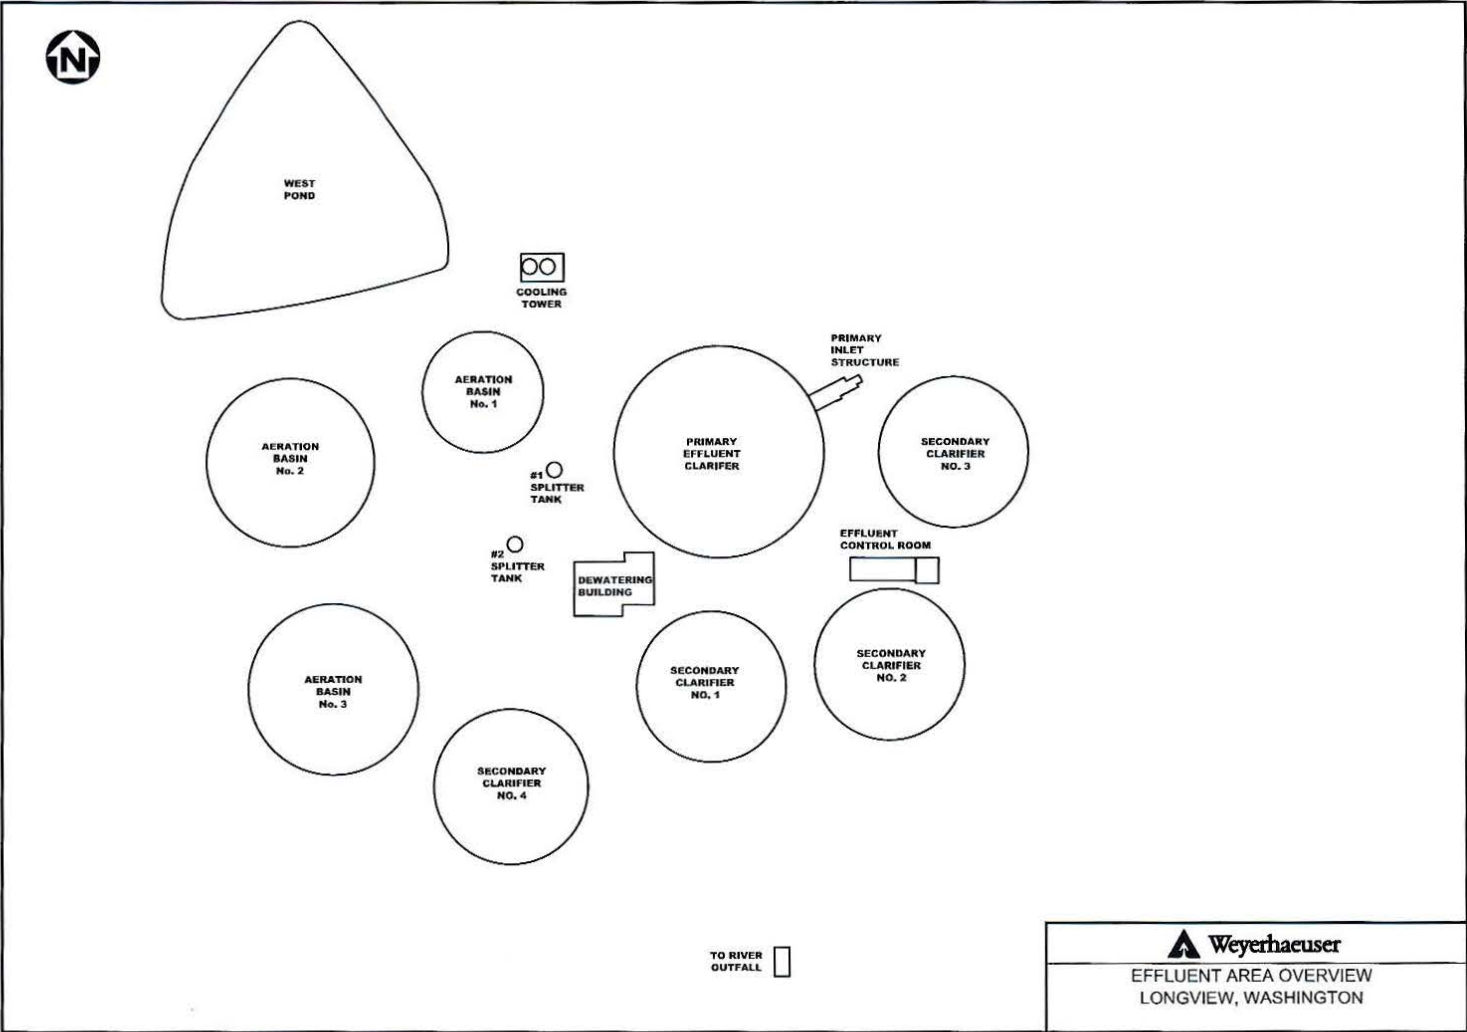 N
WEST
POND
COOLING
TOWER
PRIMARY
INLET
STRUCTURE
AERATION
BASIN
No. 1
AERATION
BASIN
No. 2
PRIMARY
EFFLUENT
CLARIFER
SECONDARY
CLARIFIER
NO. 3
#1
SPLITTER
TANK
EFFLUENT
CONTROL ROOM
#2
SPLITTER
TANK
DEWATERING
BUILDING
SECONDARY
CLARIFIER
NO. 2
SECONDARY
CLARIFIER
NO. 1
AERATION
BASIN
No. 3
SECONDARY
CLARIFIER
NO. 4
TO RIVER
OUTFALL
Weyerhaeuser
EFFLUENT AREA OVERVIEW
LONGVIEW, WASHINGTON